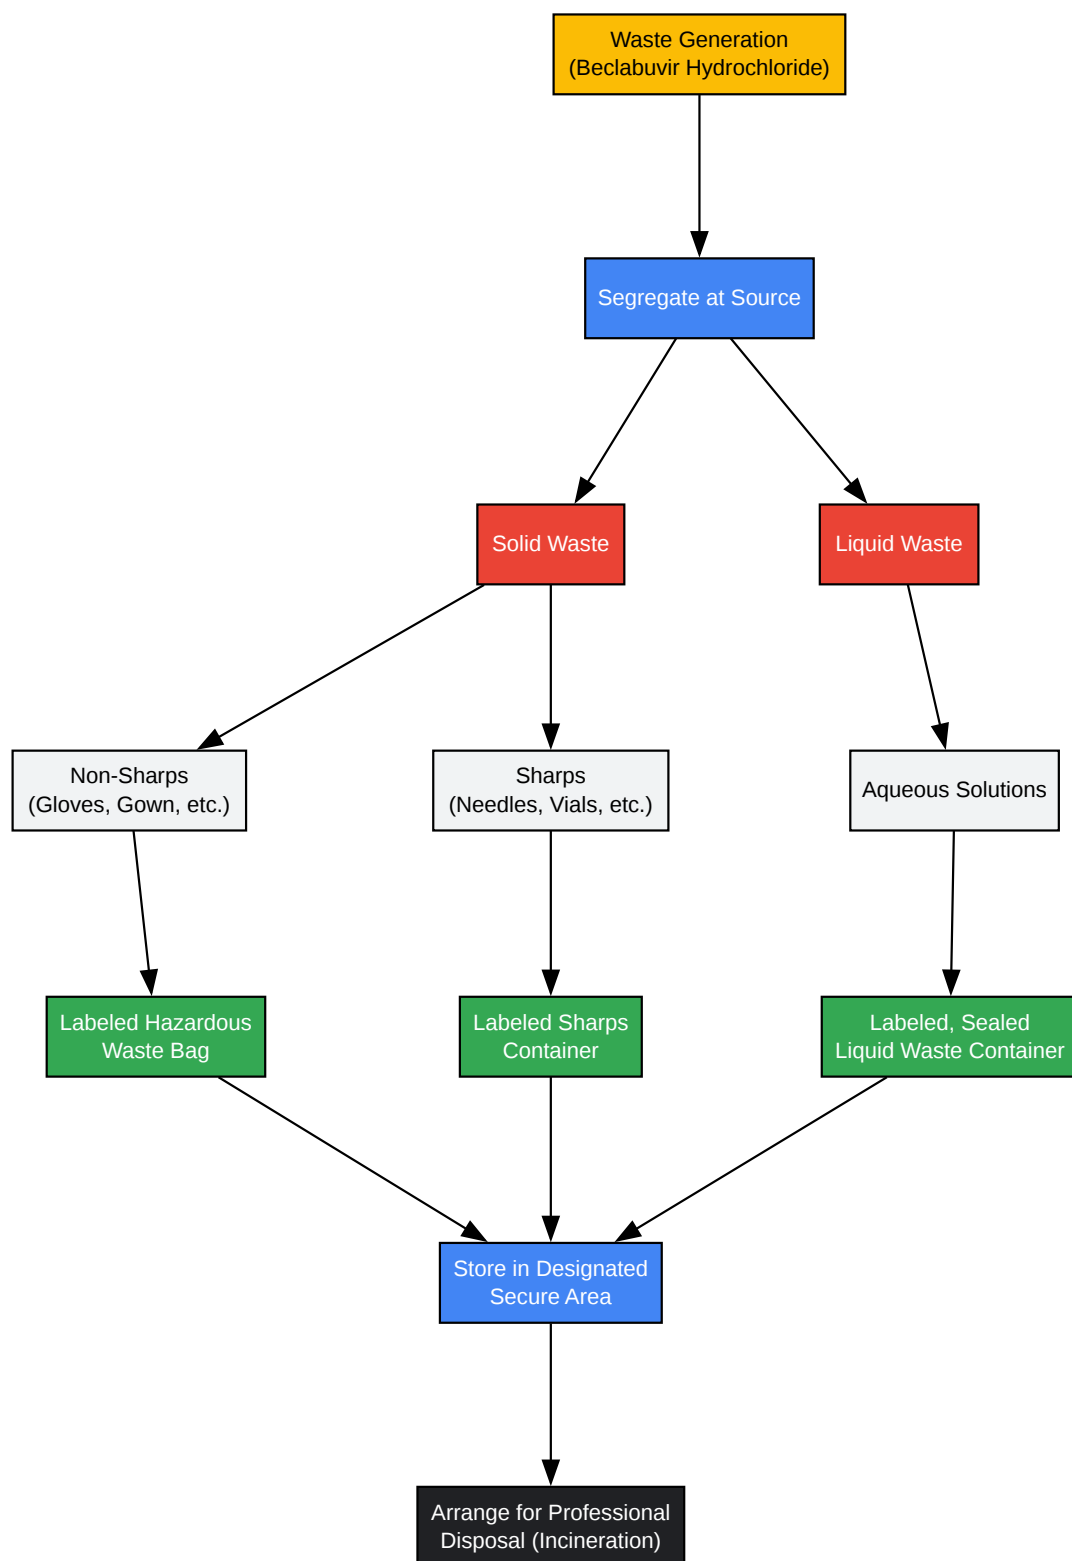 Waste Generation
(Beclabuvir Hydrochloride)
Segregate at Source
Solid Waste
Liquid Waste
Non-Sharps
(Gloves, Gown, etc.)
Sharps
(Needles, Vials, etc.)
Aqueous Solutions
Labeled Hazardous
Waste Bag
Labeled Sharps
Container
Labeled, Sealed
Liquid Waste Container
Store in Designated
Secure Area
Arrange for Professional
Disposal (Incineration)